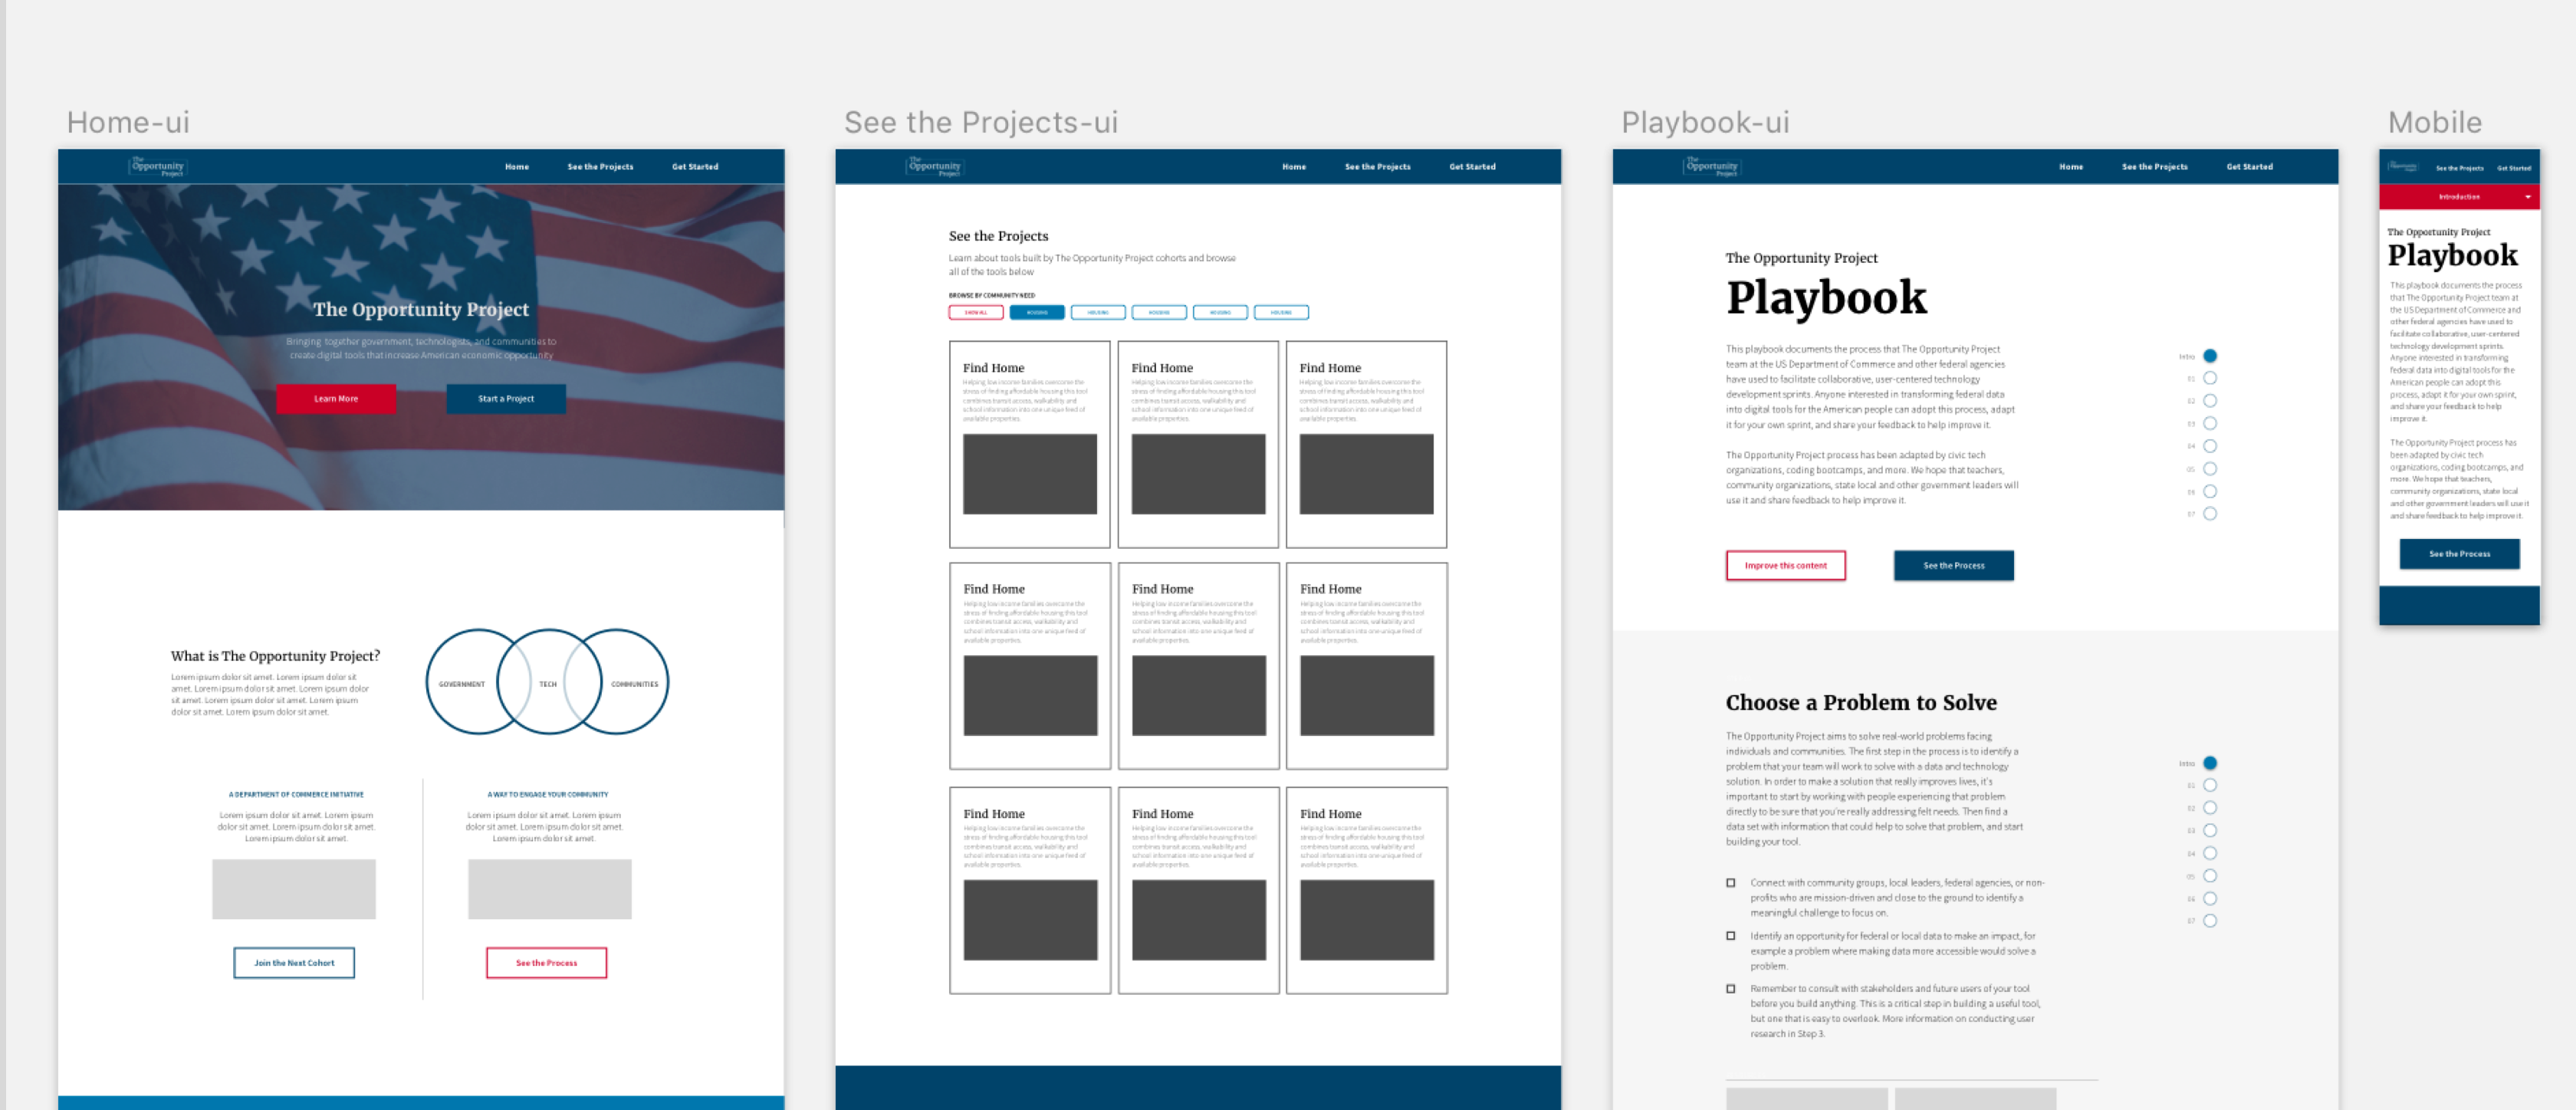 Home-ui
The
Opportunity
Project
Home
See the Projects
Get Started
The Opportunity Project
Bringing together government, technologists, and communities to
create digital tools that increase American economic opportunity
Learn More
Start a Project
What is The Opportunity Project?
Lorem ipsum dolor sit amet. Lorem ipsum dolor sit
amet. Lorem ipsum dolor sit amet. Lorem ipsum dolor
sit amet. Lorem ipsum dolor sit amet. Lorem ipsum
dolor sit amet. Lorem ipsum dolor sit amet.
GOVERNMENT
TECH
COMMUNITIES
A DEPARTMENT OF COMMERCE INITIATIVE
Lorem ipsum dolor sit amet. Lorem ipsum
dolor sit amet. Lorem ipsum dolor sit amet.
Lorem ipsum dolor sit amet.
Join the Next Cohort
A WAY TO ENGAGE YOUR COMMUNITY
Lorem ipsum dolor sit amet. Lorem ipsum
dolor sit amet. Lorem ipsum dolor sit amet.
Lorem ipsum dolor sit amet.
See the Process
See the Projects-ui
The
Opportunity
Project
Home
See the Projects
Get Started
See the Projects
Learn about tools built by The Opportunity Project cohorts and browse
all of the tools below
BROWSE BY COMMUNITY NEED
SHOW ALL
HOUSING
HOUSING
HOUSING
HOUSING
HOUSING
Find Home
Helping low income families overcome the
stress of finding affordable housing this tool
combines transit access, walkability and
school information into one unique feed of
available properties.
Find Home
Helping low income families overcome the
stress of finding affordable housing this tool
combines transit access, walkability and
school information into one unique feed of
available properties.
Find Home
Helping low income families overcome the
stress of finding affordable housing this tool
combines transit access, walkability and
school information into one unique feed of
available properties.
Find Home
Helping low income families overcome the
stress of finding affordable housing this tool
combines transit access, walkability and
school information into one unique feed of
available properties.
Find Home
Helping low income families overcome the
stress of finding affordable housing this tool
combines transit access, walkability and
school information into one unique feed of
available properties.
Find Home
Helping low income families overcome the
stress of finding affordable housing this tool
combines transit access, walkability and
school information into one unique feed of
available properties.
Find Home
Helping low income families overcome the
stress of finding affordable housing this tool
combines transit access, walkability and
school information into one unique feed of
available properties.
Find Home
Helping low income families overcome the
stress of finding affordable housing this tool
combines transit access, walkability and
school information into one unique feed of
available properties.
Find Home
Helping low income families overcome the
stress of finding affordable housing this tool
combines transit access, walkability and
school information into one unique feed of
available properties.
Playbook-ui
The
Opportunity
Project
Home
See the Projects
Get Started
The Opportunity Project
Playbook
This playbook documents the process that The Opportunity Project
team at the US Department of Commerce and other federal agencies
have used to facilitate collaborative, user-centered technology
development sprints. Anyone interested in transforming federal data
into digital tools for the American people can adopt this process, adapt
it for your own sprint, and share your feedback to help improve it.
The Opportunity Project process has been adapted by civic tech
organizations, coding bootcamps, and more. We hope that teachers,
community organizations, state local and other government leaders will
use it and share feedback to help improve it.
Intro
01
02
03
04
05
06
07
Improve this content
See the Process
Choose a Problem to Solve
The Opportunity Project aims to solve real-world problems facing
individuals and communities. The first step in the process is to identify a
problem that your team will work to solve with a data and technology
solution. In order to make a solution that really improves lives, it's
important to start by working with people experiencing that problem
directly to be sure that you're really addressing felt needs. Then find a
data set with information that could help to solve that problem, and start
building your tool.
Intro
01
02
03
04
05
06
07
Connect with community groups, local leaders, federal agencies, or non-
profits who are mission-driven and close to the ground to identify a
meaningful challenge to focus on.
Identify an opportunity for federal or local data to make an impact, for
example a problem where making data more accessible would solve a
problem.
Remember to consult with stakeholders and future users of your tool
before you build anything. This is a critical step in building a useful tool,
but one that is easy to overlook. More information on conducting user
research in Step 3.
Mobile
See the Projects
Get Started
Introduction
The Opportunity Project
Playbook
This playbook documents the process
that The Opportunity Project team at
the US Department of Commerce and
other federal agencies have used to
facilitate collaborative, user-centered
technology development sprints.
Anyone interested in transforming
federal data into digital tools for the
American people can adopt this
process, adapt it for your own sprint,
and share your feedback to help
improve it.
The Opportunity Project process has
been adapted by civic tech
organizations, coding bootcamps, and
more. We hope that teachers,
community organizations, state local
and other government leaders will use it
and share feedback to help improve it.
See the Process